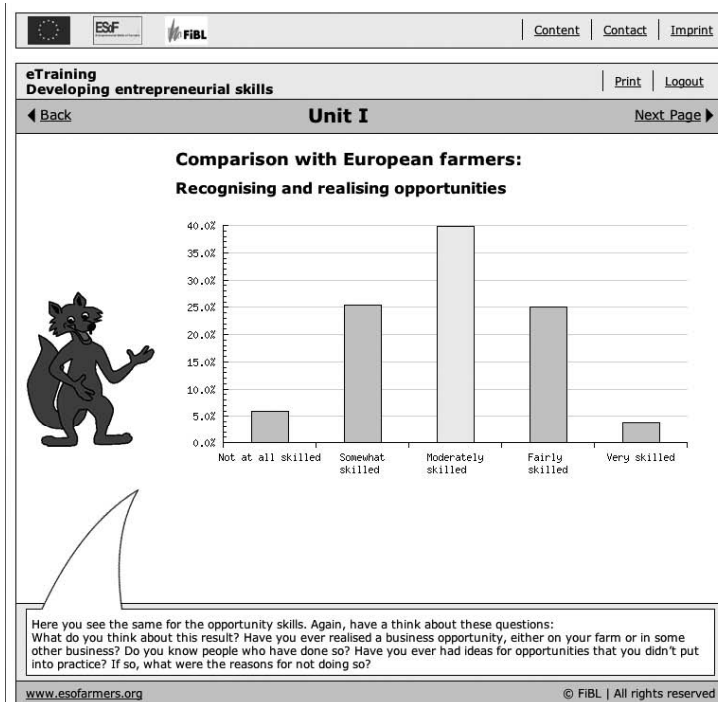 ESoF
FiBL
Content
Contact
Imprint
eTraining
Developing entrepreneurial skills
Print
Logout
Back
Unit I
Next Page
Comparison with European farmers:
Recognising and realising opportunities
40.0%
35.0%
30.0%
25.0%
20.0%
15.0%
10.0%
5.0%
0.0%
Not at all skilled
Somewhat
skilled
Moderately
skilled
Fairly
skilled
Very skilled
Here you see the same for the opportunity skills. Again, have a think about these questions:
What do you think about this result? Have you ever realised a business opportunity, either on your farm or in some
other business? Do you know people who have done so? Have you ever had ideas for opportunities that you didn't put
into practice? If so, what were the reasons for not doing so?
www.esofarmers.org
© FiBL | All rights reserved